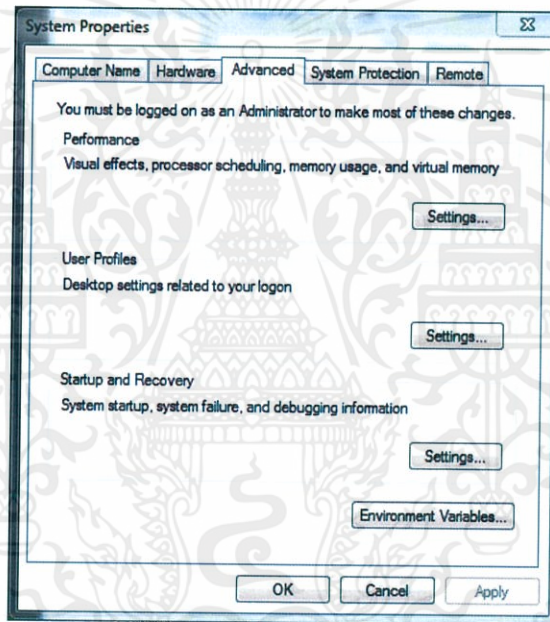 System Properties
Computer Name Hardware Advanced System Protection Remote
You must be logged on as an Administrator to make most of these changes.
Performance
Visual effects, processor scheduling, memory usage, and virtual memory
Settings...
User Profiles
Desktop settings related to your logon
Settings...
Startup and Recovery
System startup, system failure, and debugging information
Settings...
Environment Variables...
OK Cancel Apply